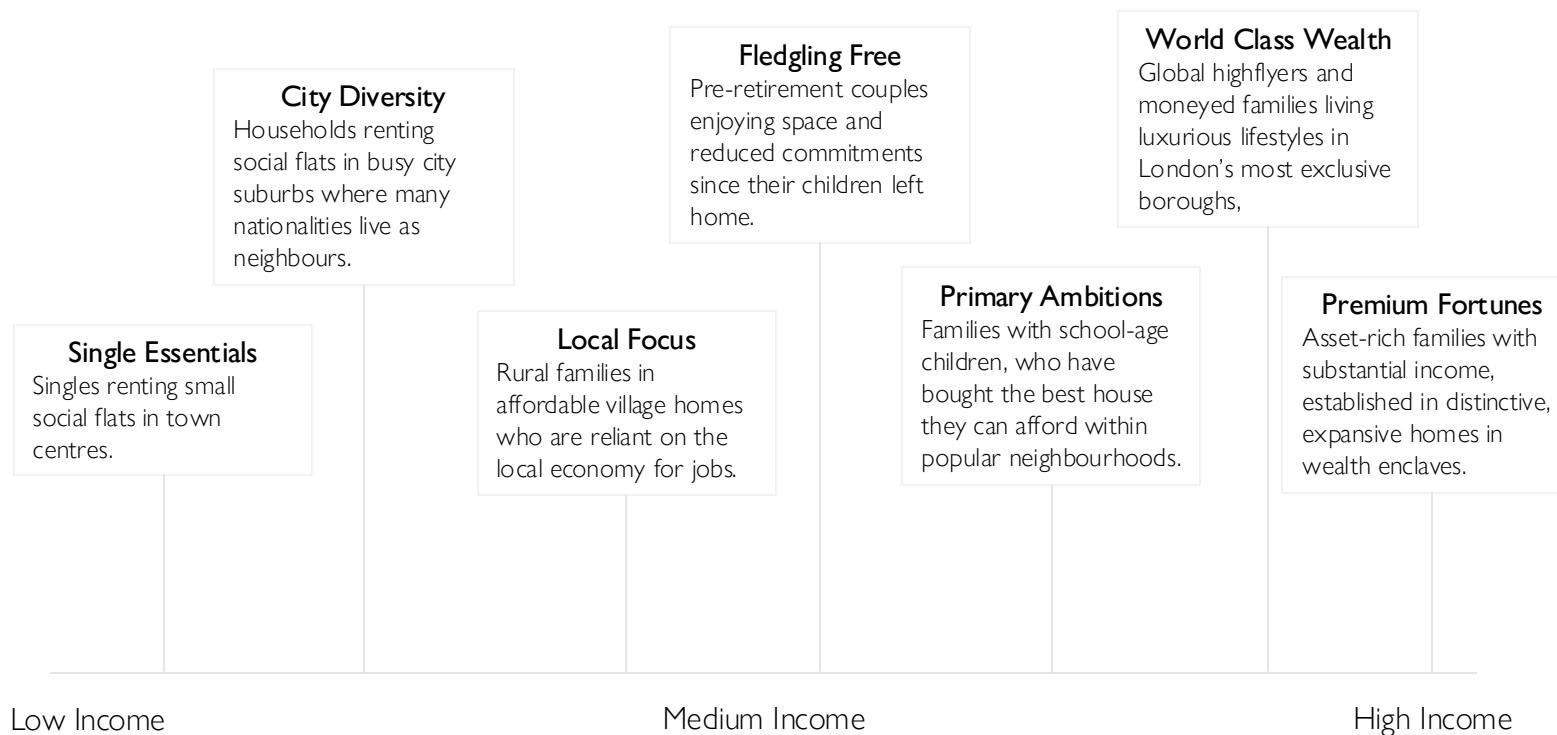 Single Essentials
Singles renting small
social flats in town
centres.
City Diversity
Households renting
social flats in busy city
suburbs where many
nationalities live as
neighbours.
Local Focus
Rural families in
affordable village homes
who are reliant on the
local economy for jobs.
Fledgling Free
Pre-retirement couples
enjoying space and
reduced commitments
since their children left
home.
Primary Ambitions
Families with school-age
children, who have
bought the best house
they can afford within
popular neighbourhoods.
World Class Wealth
Global highflyers and
moneyed families living
luxurious lifestyles in
London's most exclusive
boroughs,
Premium Fortunes
Asset-rich families with
substantial income,
established in distinctive,
expansive homes in
wealth enclaves.
Low Income
Medium Income
High Income